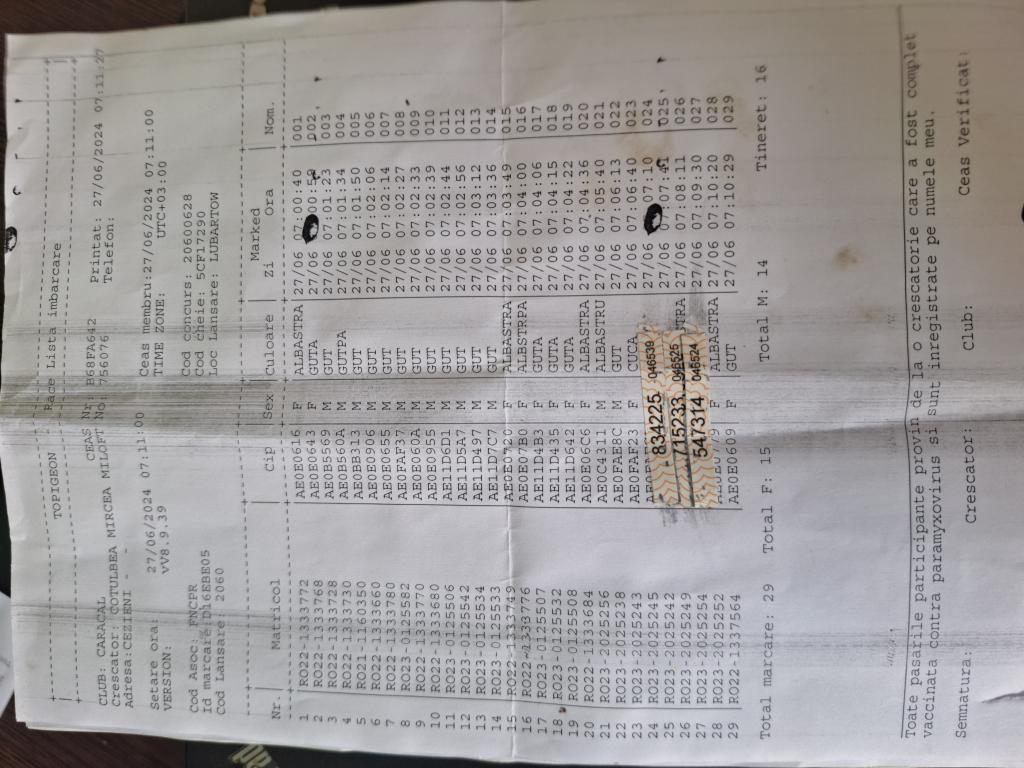 TOPIGEON - Race Lista imbarcare
CLUB: CARACAL CEAS Nr: B68FA642 Printat: 27/06/2024 07:11:27
Crescator: COTULBEA MIRCEA MILOFT No: 756076 Telefon:
Adresa:CEZIENI -
Setare ora: 27/06/2024 07:11:00 Ceas membru:27/06/2024 07:11:00
VERSION: vV8.9.39 TIME ZONE: UTC+03:00
Cod Asoc: FNCPR Cod concurs: 20600628
Id marcare:D16EBE05 Cod cheie: 5CF17290
Cod Lansare: 2060 Loc Lansare: LUBARTOW
Marked
Nr Matricol Cip Sex Culoare Zi Ora Nom.
1 RO22-1333772 AE0E0616 F ALBASTRA 27/06 07:00:40 001
2 RO22-1333768 AE0E0643 F GUTA 27/06 002
3 RO22-1333728 AE0B5569 M GUT 27/06 07:01:23 003
4 RO22-1333730 AE0B560A M GUTPA 27/06 07:01:34 004
5 RO21-1160350 AE0BB313 M GUT 27/06 07:01:50 005
6 RO22-1333660 AE0E0906 M GUT 27/06 07:02:06 006
7 RO22-1333780 AE0E0655 M GUT 27/06 07:02:14 007
8 RO23-0125582 AE0FAF37 M GUT 27/06 07:02:27 008
9 RO22-1333770 AE0E060A M GUT 27/06 07:02:33 009
10 RO22-1333680 AE0E0955 M GUT 27/06 07:02:39 010
11 RO23-0125506 AE11D6D1 M GUT 27/06 07:02:44 011
12 RO23-0125542 AE11D5A7 M GUT 27/06 07:02:56 012
13 RO23-0125534 AE11D497 M GUT 27/06 07:03:12 013
14 RO23-0125533 AE11D7C7 M GUT 27/06 07:03:36 014
15 RO22-1333749 F ALBASTRA 27/06 07:03:49 015
16 RO22-1333776 AE0E07B0 F ALBSTRPA 27/06 07:04:00 016
17 RO23-0125507 AE11D4B3 F GUTA 27/06 07:04:06 017
18 RO23-0125532 AE11D435 F GUTA 27/06 07:04:15 018
19 RO23-0125508 AE11D642 F GUTA 27/06 07:04:22 019
20 RO22-1333684 AE0E06C6 F ALBASTRA 27/06 07:04:36 020
21 RO23-2025256 AE0C4311 M ALBASTRU 27/06 07:05:40 021
22 RO23-2025238 AE0FAE8C M GUT 27/06 07:06:13 022
23 RO23-2025243 AE0FAF23 F 27/06 07:06:40 023
24 RO23-2025245 834225 046539 27/06 07:07:10 024
25 RO23-2025242 27/06 025
26 RO23-2025249 715233 046525 27/06 07:08:11 026
27 RO23-2025254 547314 046524 27/06 07:09:30 027
28 RO23-2025252 F ALBASTRA 27/06 07:10:20 028
29 RO22-1337564 AE0E0609 F GUT 27/06 07:10:29 029
Total marcare: 29 Total F: 15 Total M: 14 Tineret: 16
Toate pasarile participante provin de la o crescatorie care a fost complet
vaccinata contra paramyxovirus si sunt inregistrate pe numele meu.
Semnatura: Crescator: Club: Ceas Verificat: